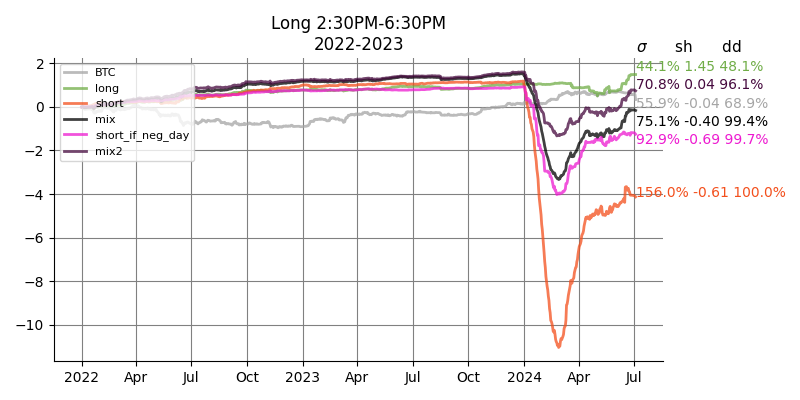 Long 2:30PM-6:30PM
2022-2023
σ sh dd
44.1% 1.45 48.1%
70.8% 0.04 96.1%
55.9% -0.04 68.9%
75.1% -0.40 99.4%
92.9% -0.69 99.7%
156.0% -0.61 100.0%
BTC
long
short
mix
short_if_neg_day
mix2
2
0
−2
−4
−6
−8
−10
2022 Apr Jul Oct 2023 Apr Jul Oct 2024 Apr Jul